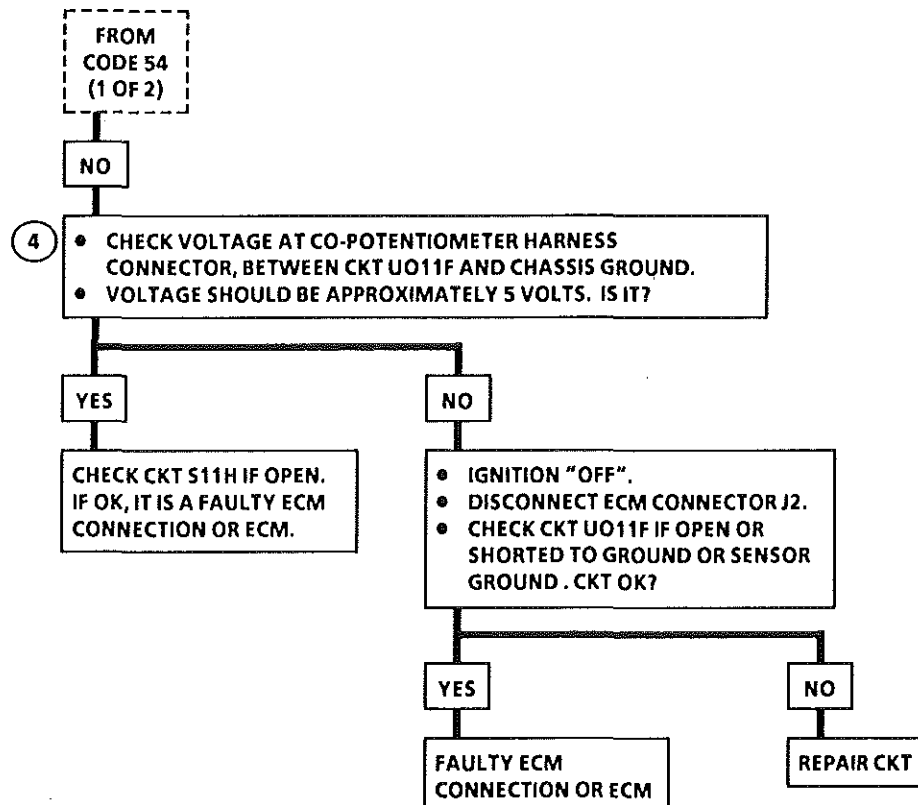 FROM
CODE 54
(1 OF 2)
NO
4
• CHECK VOLTAGE AT CO-POTENTIOMETER HARNESS
CONNECTOR, BETWEEN CKT UO11F AND CHASSIS GROUND.
• VOLTAGE SHOULD BE APPROXIMATELY 5 VOLTS. IS IT?
YES
NO
CHECK CKT S11H IF OPEN.
IF OK, IT IS A FAULTY ECM
CONNECTION OR ECM.
• IGNITION "OFF".
• DISCONNECT ECM CONNECTOR J2.
• CHECK CKT UO11F IF OPEN OR
SHORTED TO GROUND OR SENSOR
GROUND . CKT OK?
YES
NO
FAULTY ECM
CONNECTION OR ECM
REPAIR CKT